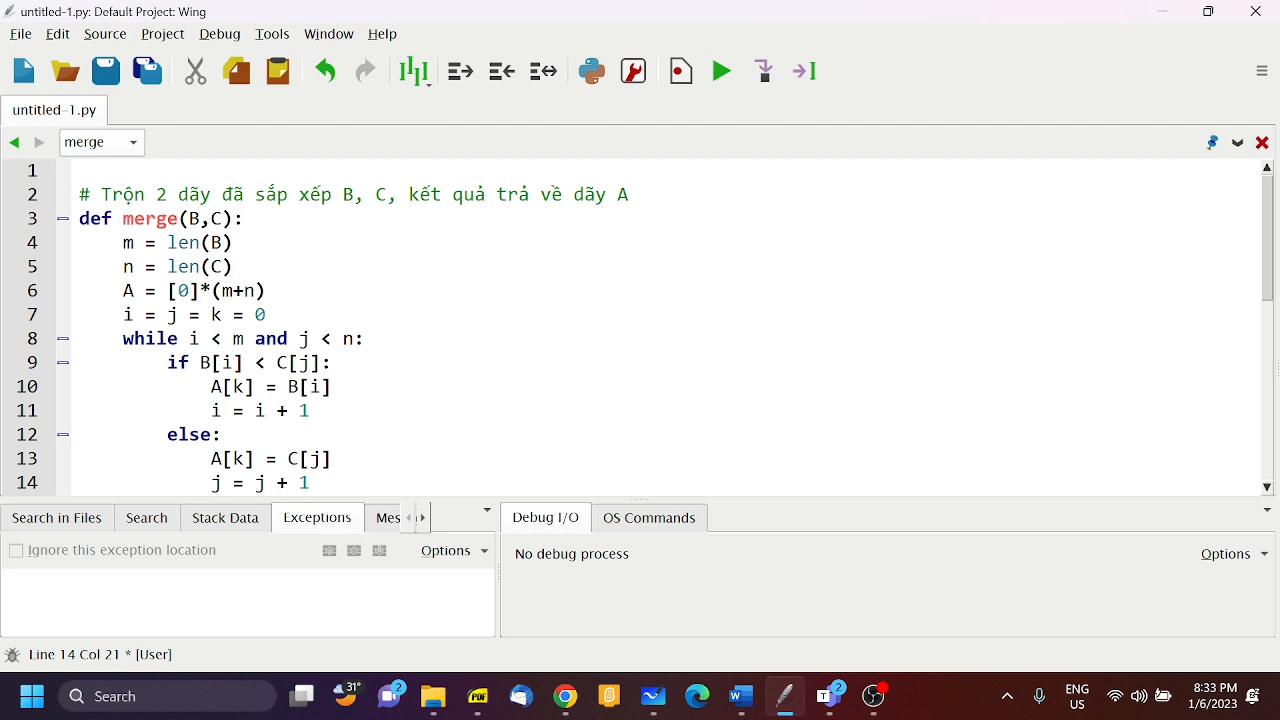 untitled-1.py: Default Project: Wing
File Edit Source Project Debug Tools Window Help
untitled-1.py
merge
1
2 # Trộn 2 dãy đã sắp xếp B, C, kết quả trả về dãy A
3 def merge(B,C):
4 m = len(B)
5 n = len(C)
6 A = [0]*(m+n)
7 i = j = k = 0
8 while i < m and j < n:
9 if B[i] < C[j]:
10 A[k] = B[i]
11 i = i + 1
12 else:
13 A[k] = C[j]
14 j = j + 1
Search in Files Search Stack Data Exceptions Mes Debug I/O OS Commands
Ignore this exception location Options No debug process Options
Line 14 Col 21 * [User]
Search 31° 2 PDF 2 ENG US 8:33 PM 1/6/2023